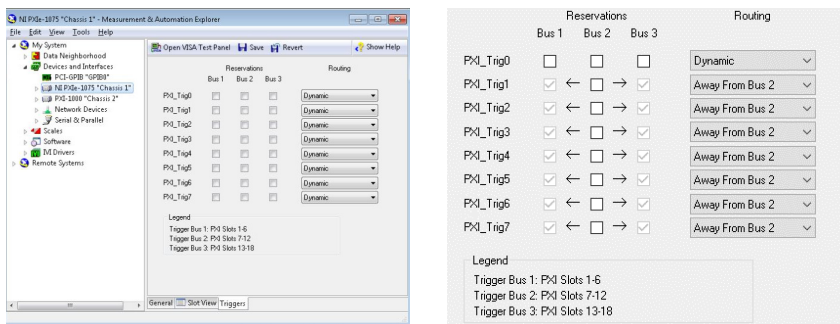 NI PXIe-1075 "Chassis 1" - Measurement & Automation Explorer
File Edit View Tools Help
My System
Data Neighborhood
Devices and Interfaces
PCI-GPIB "GPIB0"
NI PXIe-1075 "Chassis 1"
PXI-1000 "Chassis 2"
Network Devices
Serial & Parallel
Scales
Software
IVI Drivers
Remote Systems
Open VISA Test Panel Save Revert Show Help
Reservations Routing
Bus 1 Bus 2 Bus 3
PXI_Trig0 Dynamic
PXI_Trig1 Dynamic
PXI_Trig2 Dynamic
PXI_Trig3 Dynamic
PXI_Trig4 Dynamic
PXI_Trig5 Dynamic
PXI_Trig6 Dynamic
PXI_Trig7 Dynamic
Legend
Trigger Bus 1: PXI Slots 1-6
Trigger Bus 2: PXI Slots 7-12
Trigger Bus 3: PXI Slots 13-18
General Slot View Triggers
Reservations Routing
Bus 1 Bus 2 Bus 3
PXI_Trig0 Dynamic
PXI_Trig1 ← → Away From Bus 2
PXI_Trig2 ← → Away From Bus 2
PXI_Trig3 ← → Away From Bus 2
PXI_Trig4 ← → Away From Bus 2
PXI_Trig5 ← → Away From Bus 2
PXI_Trig6 ← → Away From Bus 2
PXI_Trig7 ← → Away From Bus 2
Legend
Trigger Bus 1: PXI Slots 1-6
Trigger Bus 2: PXI Slots 7-12
Trigger Bus 3: PXI Slots 13-18